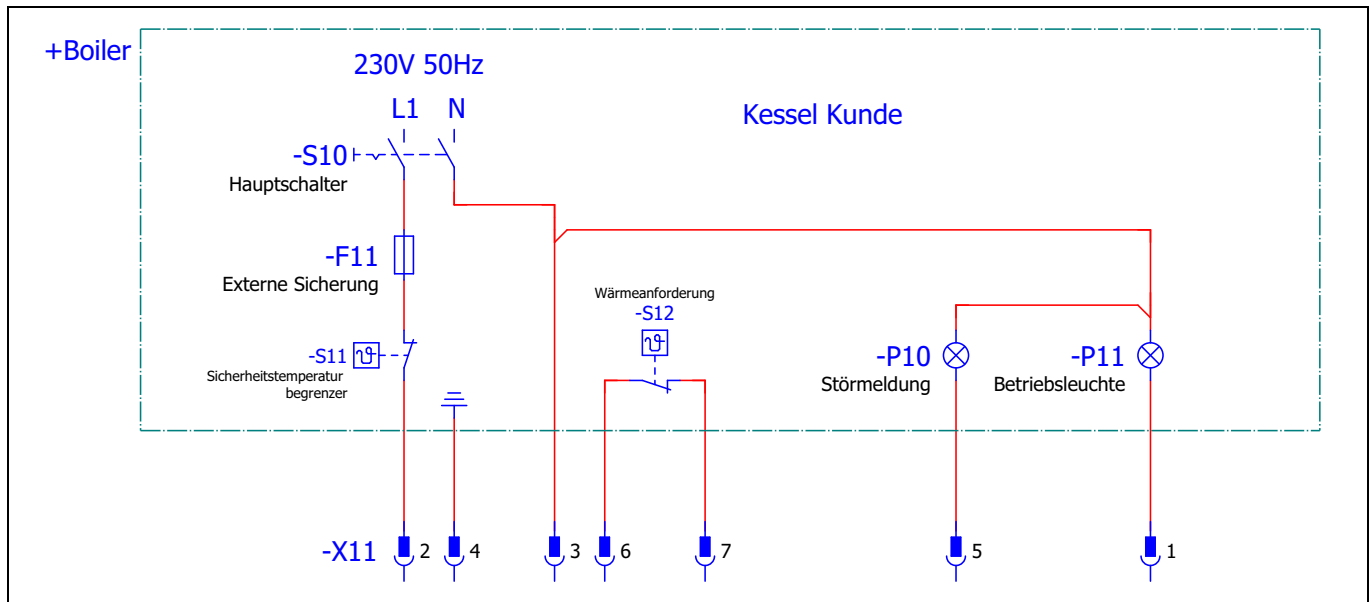 +Boiler
230V 50Hz
L1 N
Kessel Kunde
-S10
Hauptschalter
-F11
Externe Sicherung
Wärmeanforderung
-S12
-S11
Sicherheitstemperatur
begrenzer
-P10
Störmeldung
-P11
Betriebsleuchte
-X11 2 4 3 6 7 5 1